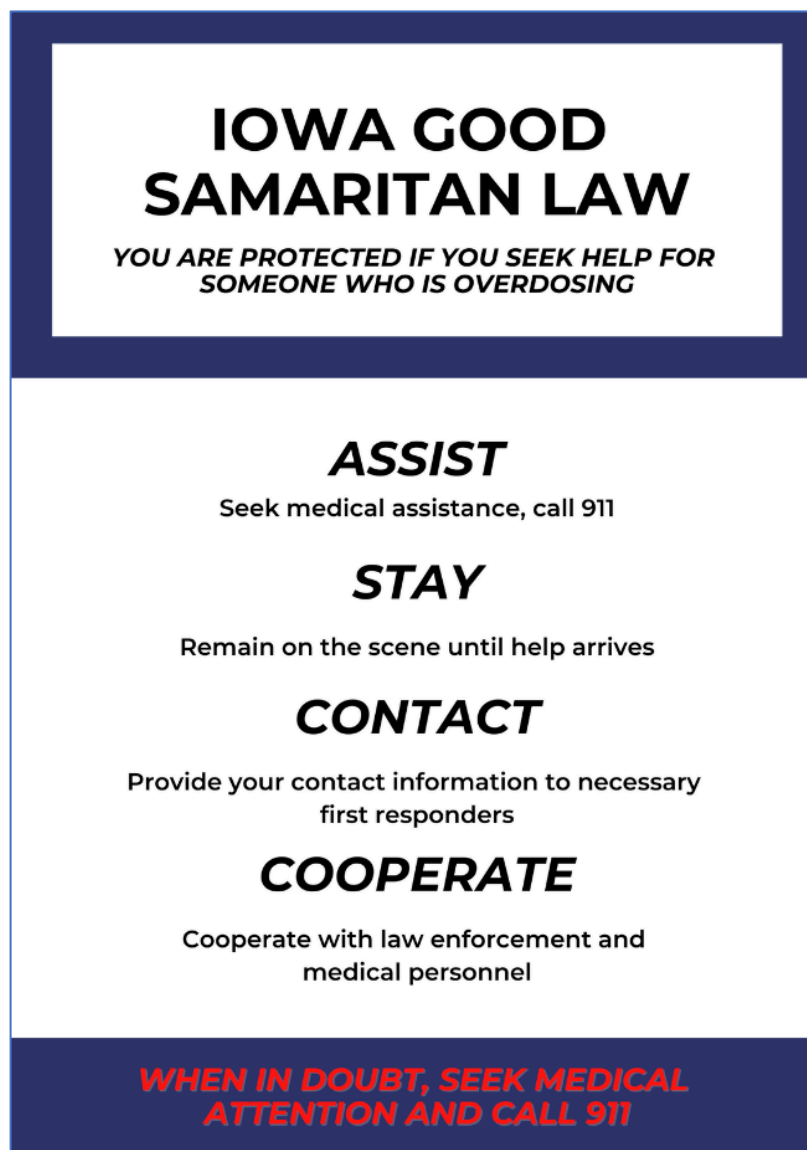 IOWA GOOD
SAMARITAN LAW
YOU ARE PROTECTED IF YOU SEEK HELP FOR
SOMEONE WHO IS OVERDOSING
ASSIST
Seek medical assistance, call 911
STAY
Remain on the scene until help arrives
CONTACT
Provide your contact information to necessary
first responders
COOPERATE
Cooperate with law enforcement and
medical personnel
WHEN IN DOUBT, SEEK MEDICAL
ATTENTION AND CALL 911